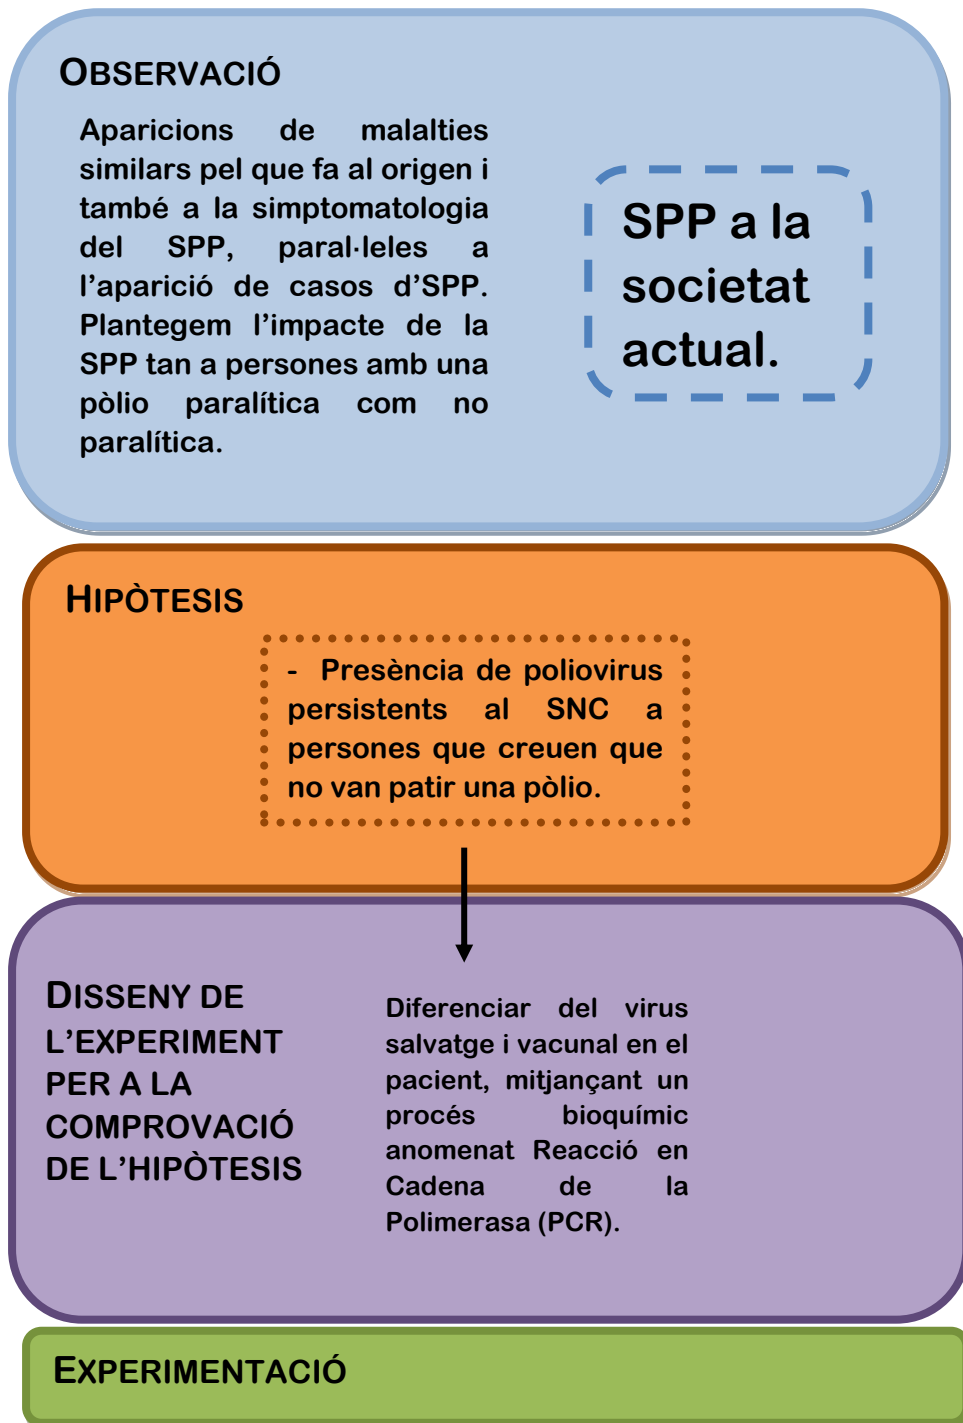 OBSERVACIÓ
Aparicions de malalties
similars pel que fa al origen i
també a la simptomatologia
del SPP, paral·leles a
l’aparició de casos d’SPP.
Plantegem l’impacte de la
SPP tan a persones amb una
pòlio paralítica com no
paralítica.
SPP a la
societat
actual.
HIPÒTESIS
- Presència de poliovirus
persistents al SNC a
persones que creuen que
no van patir una pòlio.
DISSENY DE
L’EXPERIMENT
PER A LA
COMPROVACIÓ
DE L’HIPÒTESIS
Diferenciar del virus
salvatge i vacunal en el
pacient, mitjançant un
procés bioquímic
anomenat Reacció en
Cadena de la
Polimerasa (PCR).
EXPERIMENTACIÓ